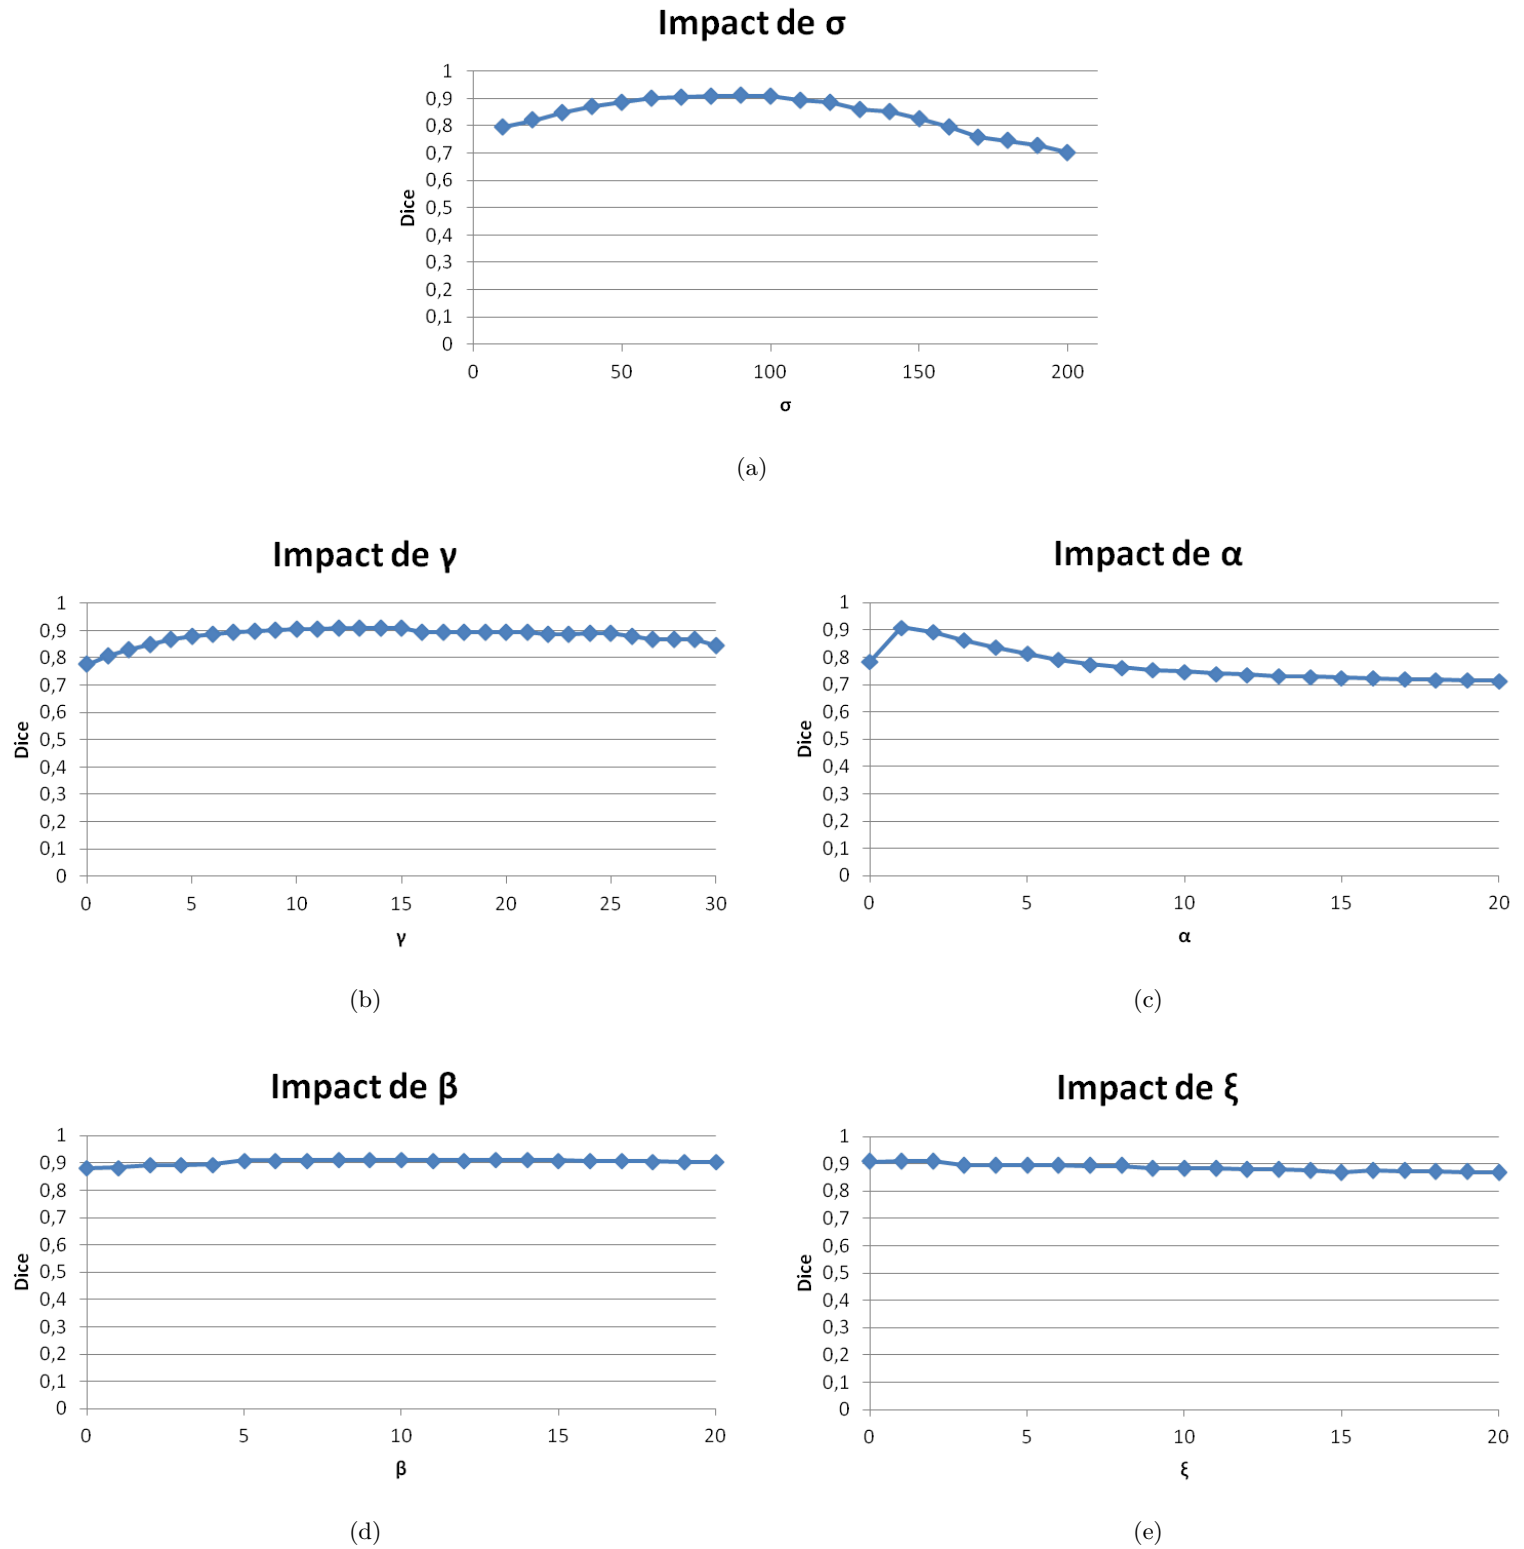 Impact de σ
1
0,9
0,8
0,7
0,6
0,5
0,4
0,3
0,2
0,1
0
Dice
0 50 100 150 200
σ
(a)
Impact de γ
1
0,9
0,8
0,7
0,6
0,5
0,4
0,3
0,2
0,1
0
Dice
0 5 10 15 20 25 30
γ
(b)
Impact de α
1
0,9
0,8
0,7
0,6
0,5
0,4
0,3
0,2
0,1
0
Dice
0 5 10 15 20
α
(c)
Impact de β
1
0,9
0,8
0,7
0,6
0,5
0,4
0,3
0,2
0,1
0
Dice
0 5 10 15 20
β
(d)
Impact de ξ
1
0,9
0,8
0,7
0,6
0,5
0,4
0,3
0,2
0,1
0
Dice
0 5 10 15 20
ξ
(e)